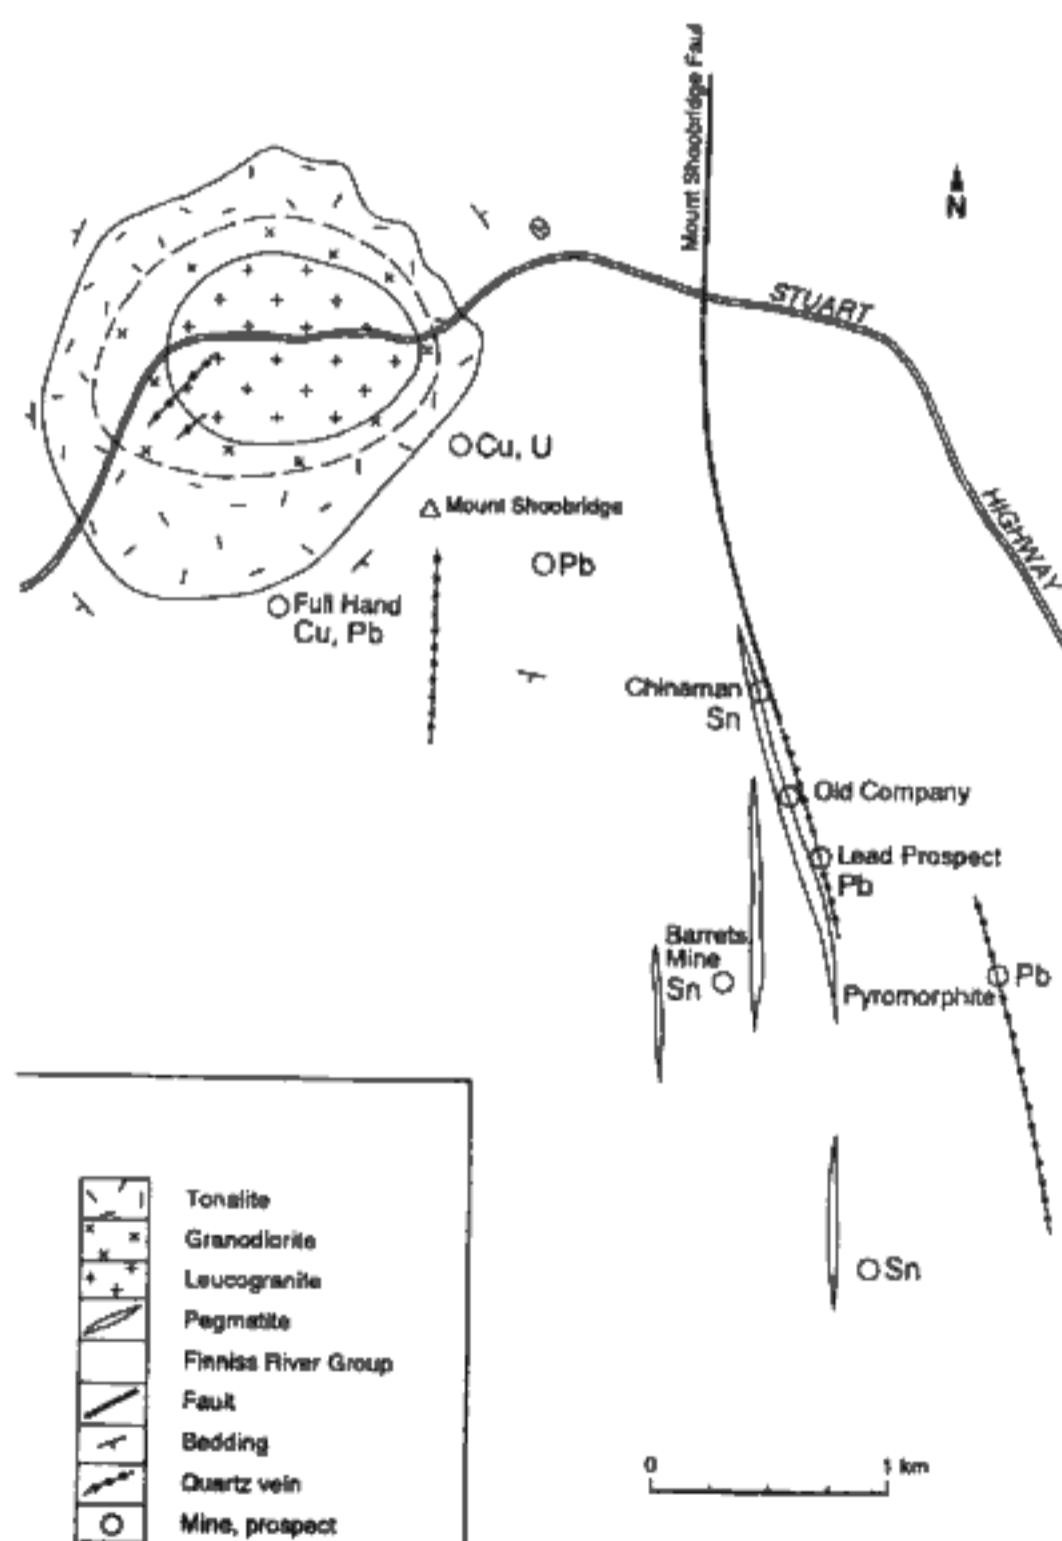 Mount Shoobridge Faul
N
STUART
HIGHWAY
Cu, U
Mount Shoobridge
Pb
Full Hand
Cu, Pb
Chinaman
Sn
Old Company
Lead Prospect
Pb
Barrets
Mine
Sn
Pyromorphite
Pb
Sn
Tonalite
Granodiorite
Leucogranite
Pegmatite
Finniss River Group
Fault
Bedding
Quartz vein
Mine, prospect
0
1 km